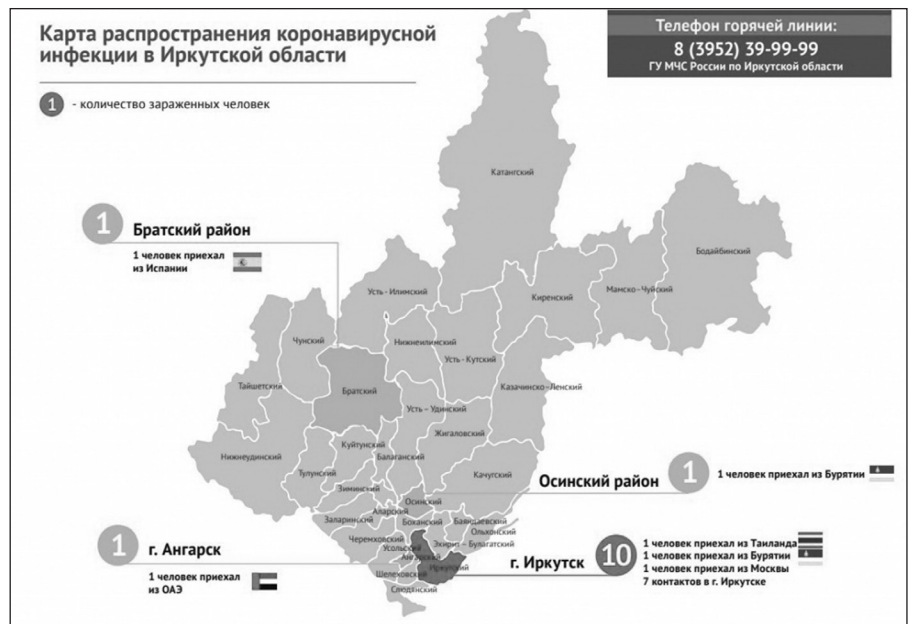 Карта распространения коронавирусной
инфекции в Иркутской области
Телефон горячей линии:
8 (3952) 39-99-99
ГУ МЧС России по Иркутской области
1 - количество зараженных человек
Катангский
1 Братский район
1 человек приехал
из Испании
Бодайбинский
Усть - Илимский
Киренский
Мамско–Чуйский
Чунский
Нижнеилимский
Усть - Кутский
Тайшетский
Братский
Казачинско–Ленский
Усть – Удинский
Жигаловский
Куйтунский
Нижнеудинский
Балаганский
Тулунский
Качугский
Осинский район 1
1 человек приехал из Бурятии
Зиминский
Осинский
Аларский
Заларинский
Боханский
Баяндаевский
Ольхонский
Черемховский
Усольский
Эхирит – Булагатский
Ангарский
Иркутский
Шелеховский
Слюдянский
1 г. Ангарск
1 человек приехал
из ОАЭ
г. Иркутск 10
1 человек приехал из Таиланда
1 человек приехал из Бурятии
1 человек приехал из Москвы
7 контактов в г. Иркутске